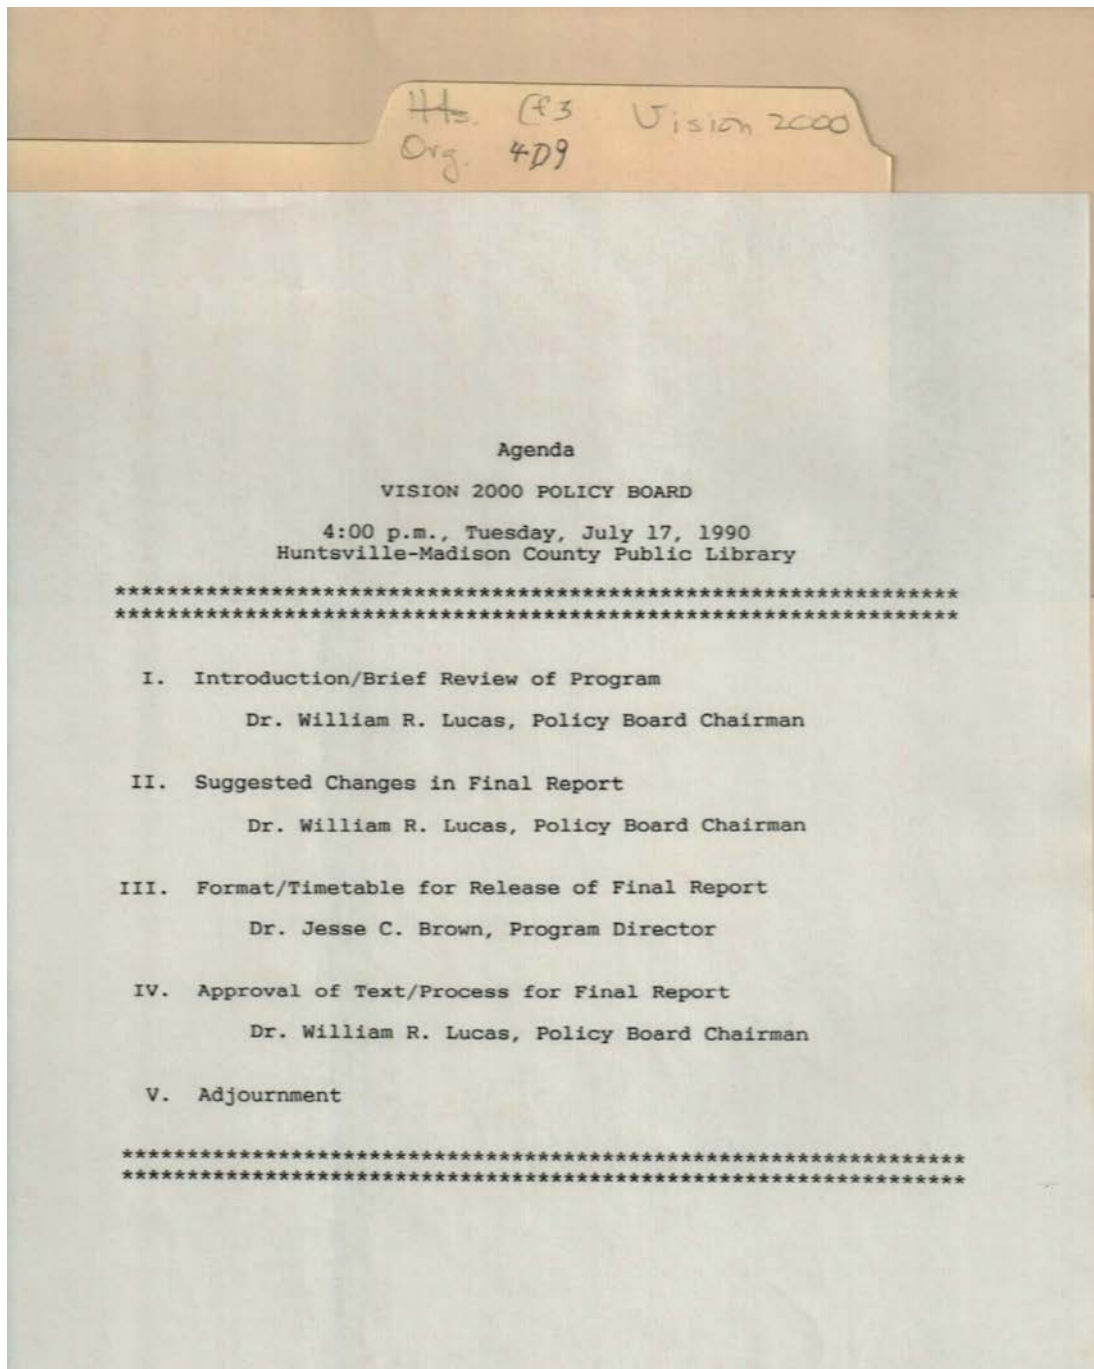 Hts. Cf3 Vision 2000
Org. 4D9
Agenda
VISION 2000 POLICY BOARD
4:00 p.m., Tuesday, July 17, 1990
Huntsville-Madison County Public Library
*****************************************************************
*****************************************************************
I. Introduction/Brief Review of Program
Dr. William R. Lucas, Policy Board Chairman
II. Suggested Changes in Final Report
Dr. William R. Lucas, Policy Board Chairman
III. Format/Timetable for Release of Final Report
Dr. Jesse C. Brown, Program Director
IV. Approval of Text/Process for Final Report
Dr. William R. Lucas, Policy Board Chairman
V. Adjournment
*****************************************************************
*****************************************************************